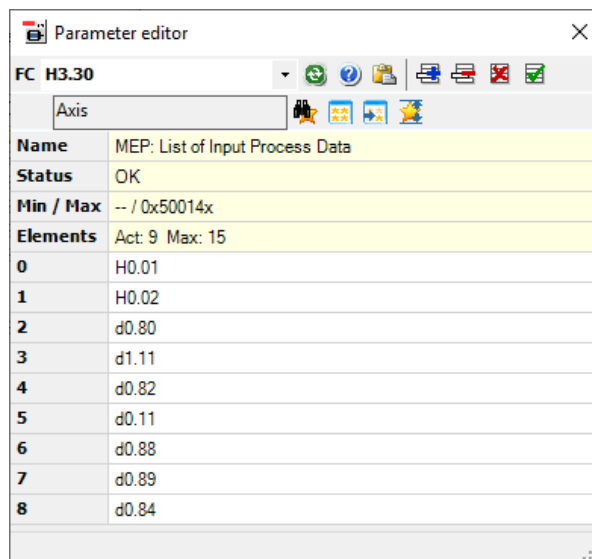 Parameter editor
FC H3.30
Axis
Name MEP: List of Input Process Data
Status OK
Min / Max -- / 0x50014x
Elements Act: 9 Max: 15
0 H0.01
1 H0.02
2 d0.80
3 d1.11
4 d0.82
5 d0.11
6 d0.88
7 d0.89
8 d0.84